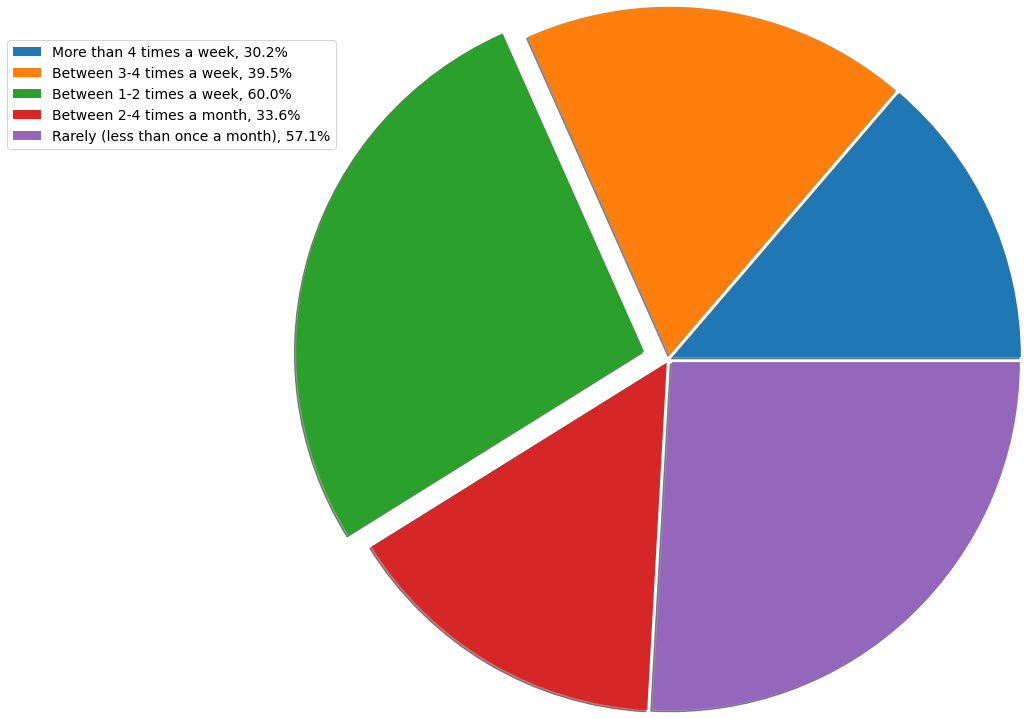 More than 4 times a week, 30.2%
Between 3-4 times a week, 39.5%
Between 1-2 times a week, 60.0%
Between 2-4 times a month, 33.6%
Rarely (less than once a month), 57.1%